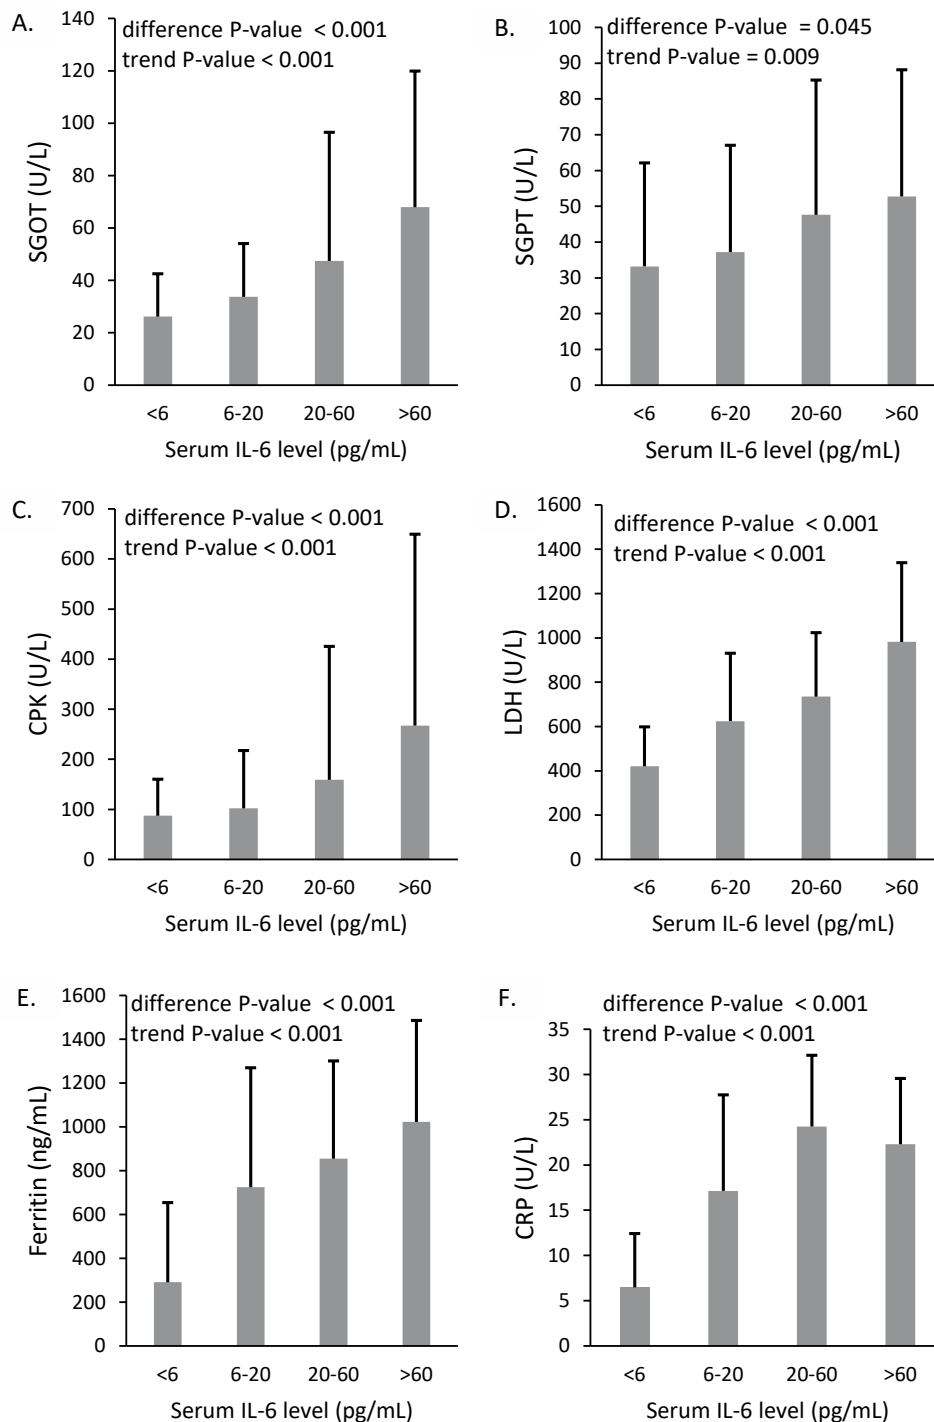 A.
difference P-value < 0.001
trend P-value < 0.001
SGOT (U/L)
140
120
100
80
60
40
20
0
<6 6-20 20-60 >60
Serum IL-6 level (pg/mL)
B.
difference P-value = 0.045
trend P-value = 0.009
SGPT (U/L)
100
90
80
70
60
50
40
30
20
10
0
<6 6-20 20-60 >60
Serum IL-6 level (pg/mL)
C.
difference P-value < 0.001
trend P-value < 0.001
CPK (U/L)
700
600
500
400
300
200
100
0
<6 6-20 20-60 >60
Serum IL-6 level (pg/mL)
D.
difference P-value < 0.001
trend P-value < 0.001
LDH (U/L)
1600
1400
1200
1000
800
600
400
200
0
<6 6-20 20-60 >60
Serum IL-6 level (pg/mL)
E.
difference P-value < 0.001
trend P-value < 0.001
Ferritin (ng/mL)
1600
1400
1200
1000
800
600
400
200
0
<6 6-20 20-60 >60
Serum IL-6 level (pg/mL)
F.
difference P-value < 0.001
trend P-value < 0.001
CRP (U/L)
35
30
25
20
15
10
5
0
<6 6-20 20-60 >60
Serum IL-6 level (pg/mL)